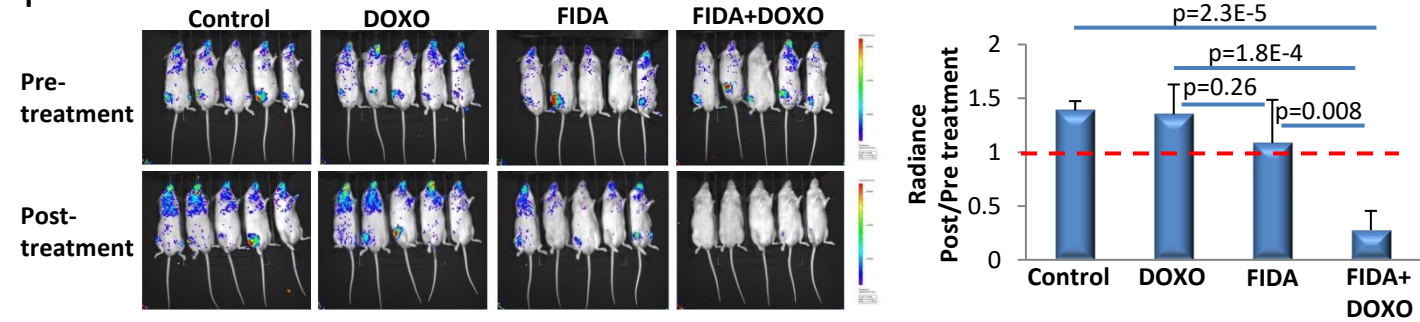 Control DOXO FIDA FIDA+DOXO
Pre-
treatment
Post-
treatment
p=2.3E-5
p=1.8E-4
p=0.26
p=0.008
Radiance
Post/Pre treatment
2
1.5
1
0.5
0
Control DOXO FIDA FIDA+
DOXO